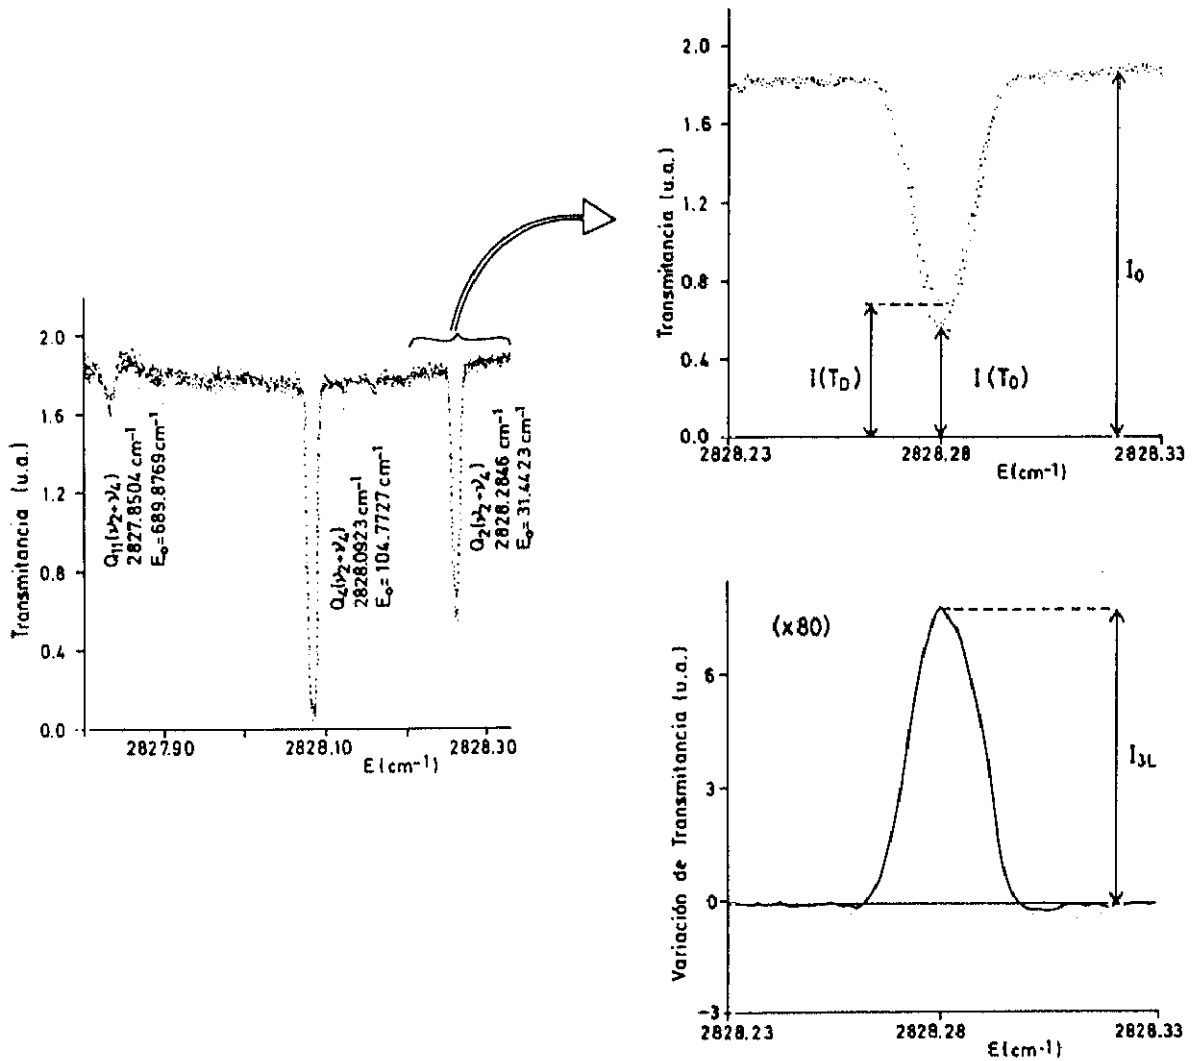 2.0
1.6
1.2
0.8
0.4
0.0
Transmitancia (u.a.)
2827.90
2828.10
2828.30
E(cm⁻¹)
Q₁₁(ν₂+ν₄)
2827.8504 cm⁻¹
E₀=689.8769 cm⁻¹
Q₄(ν₂+ν₄)
2828.0923 cm⁻¹
E₀=104.7727 cm⁻¹
Q₂(ν₂+ν₄)
2828.2846 cm⁻¹
E₀=31.4423 cm⁻¹
2.0
1.6
1.2
0.8
0.4
0.0
Transmitancia (u.a.)
I(T_D)
I(T₀)
I₀
2828.23
2828.28
2828.33
E(cm⁻¹)
(x80)
6
3
0
-3
Variación de Transmitancia (u.a.)
I₃L
2828.23
2828.28
2828.33
E(cm⁻¹)